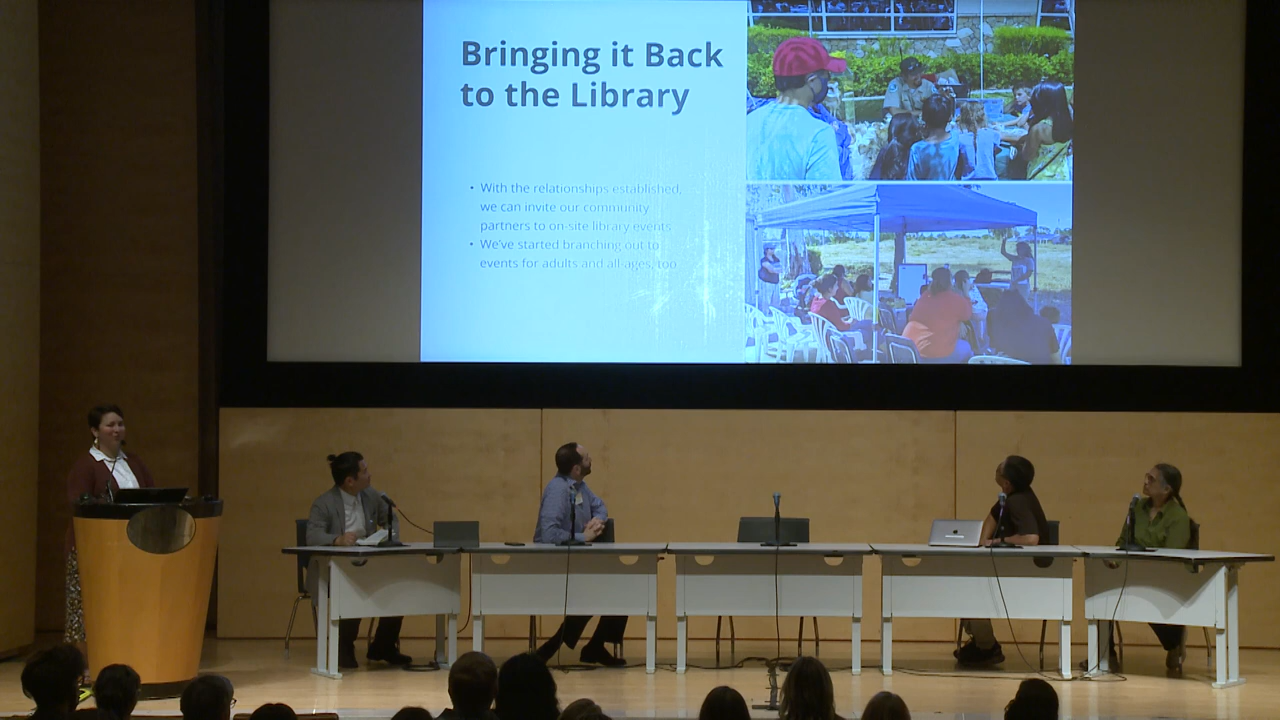 Bringing it Back
to the Library
• With the relationships established,
we can invite our community
partners to on-site library events
• We've started branching out to
events for adults and all-ages, too